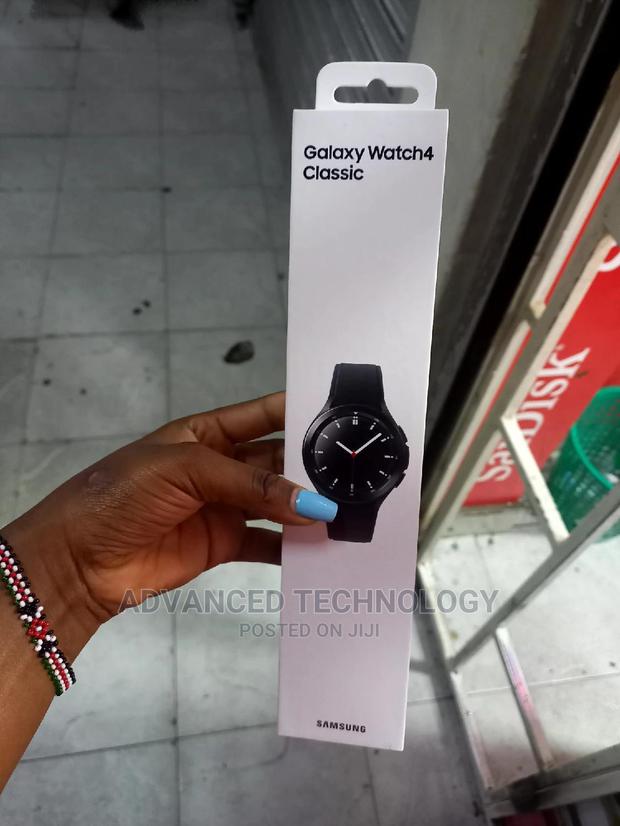 Galaxy Watch4
Classic
SanDisk
ADVANCED TECHNOLOGY
POSTED ON JIJI
SAMSUNG